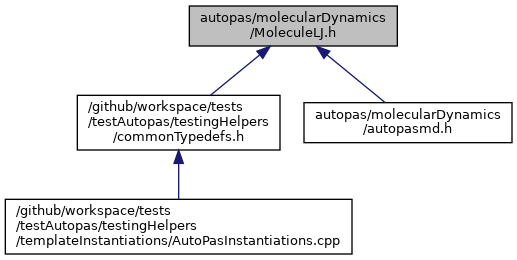 autopas/molecularDynamics
/MoleculeLJ.h
/github/workspace/tests
/testAutopas/testingHelpers
/commonTypedefs.h
autopas/molecularDynamics
/autopasmd.h
/github/workspace/tests
/testAutopas/testingHelpers
/templateInstantiations/AutoPasInstantiations.cpp